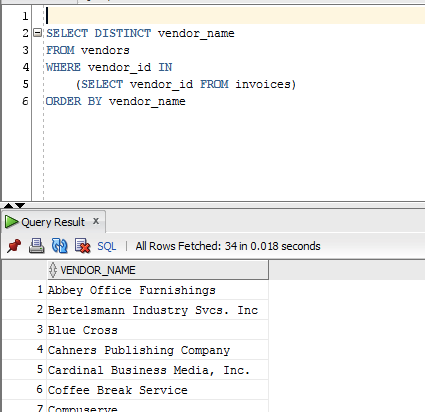 1
2 SELECT DISTINCT vendor_name
3 FROM vendors
4 WHERE vendor_id IN
5 (SELECT vendor_id FROM invoices)
6 ORDER BY vendor_name
Query Result x
SQL | All Rows Fetched: 34 in 0.018 seconds
VENDOR_NAME
1 Abbey Office Furnishings
2 Bertelsmann Industry Svcs. Inc
3 Blue Cross
4 Cahners Publishing Company
5 Cardinal Business Media, Inc.
6 Coffee Break Service
7 Compuserve